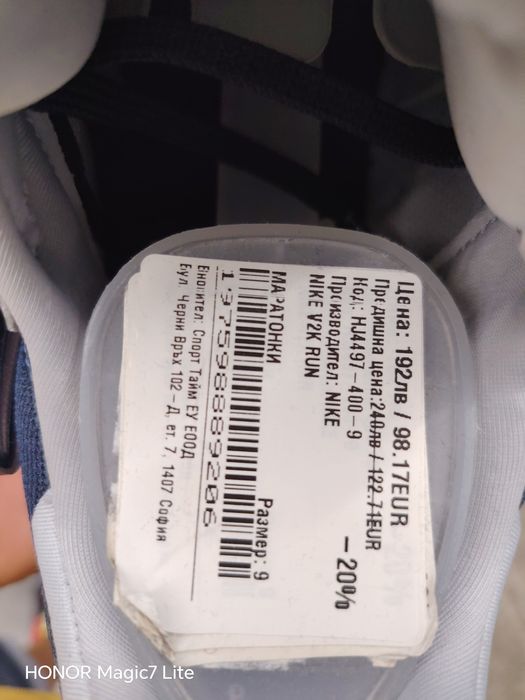 Цена: 192лв / 98.17EUR
Предишна цена:240лв / 122.71EUR
Код: HJ4497-400-9
Производител: NIKE
NIKE V2K RUN
-20%
МАРАТОНКИ
Размер: 9
197598889206
Вносител: Спорт Тайм ЕУ ЕООД
Бул. Черни Връх 102-Д, ет. 7, 1407 София
HONOR Magic7 Lite